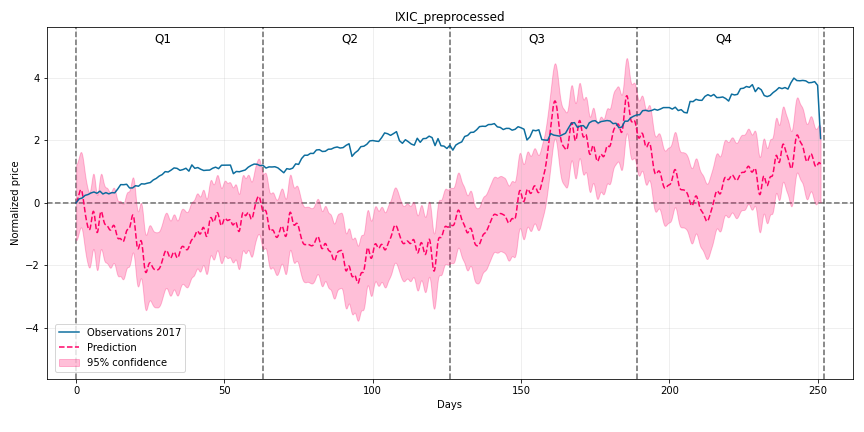 IXIC_preprocessed
Q1
Q2
Q3
Q4
Normalized price
4
2
0
−2
−4
Observations 2017
Prediction
95% confidence
0
50
100
150
200
250
Days